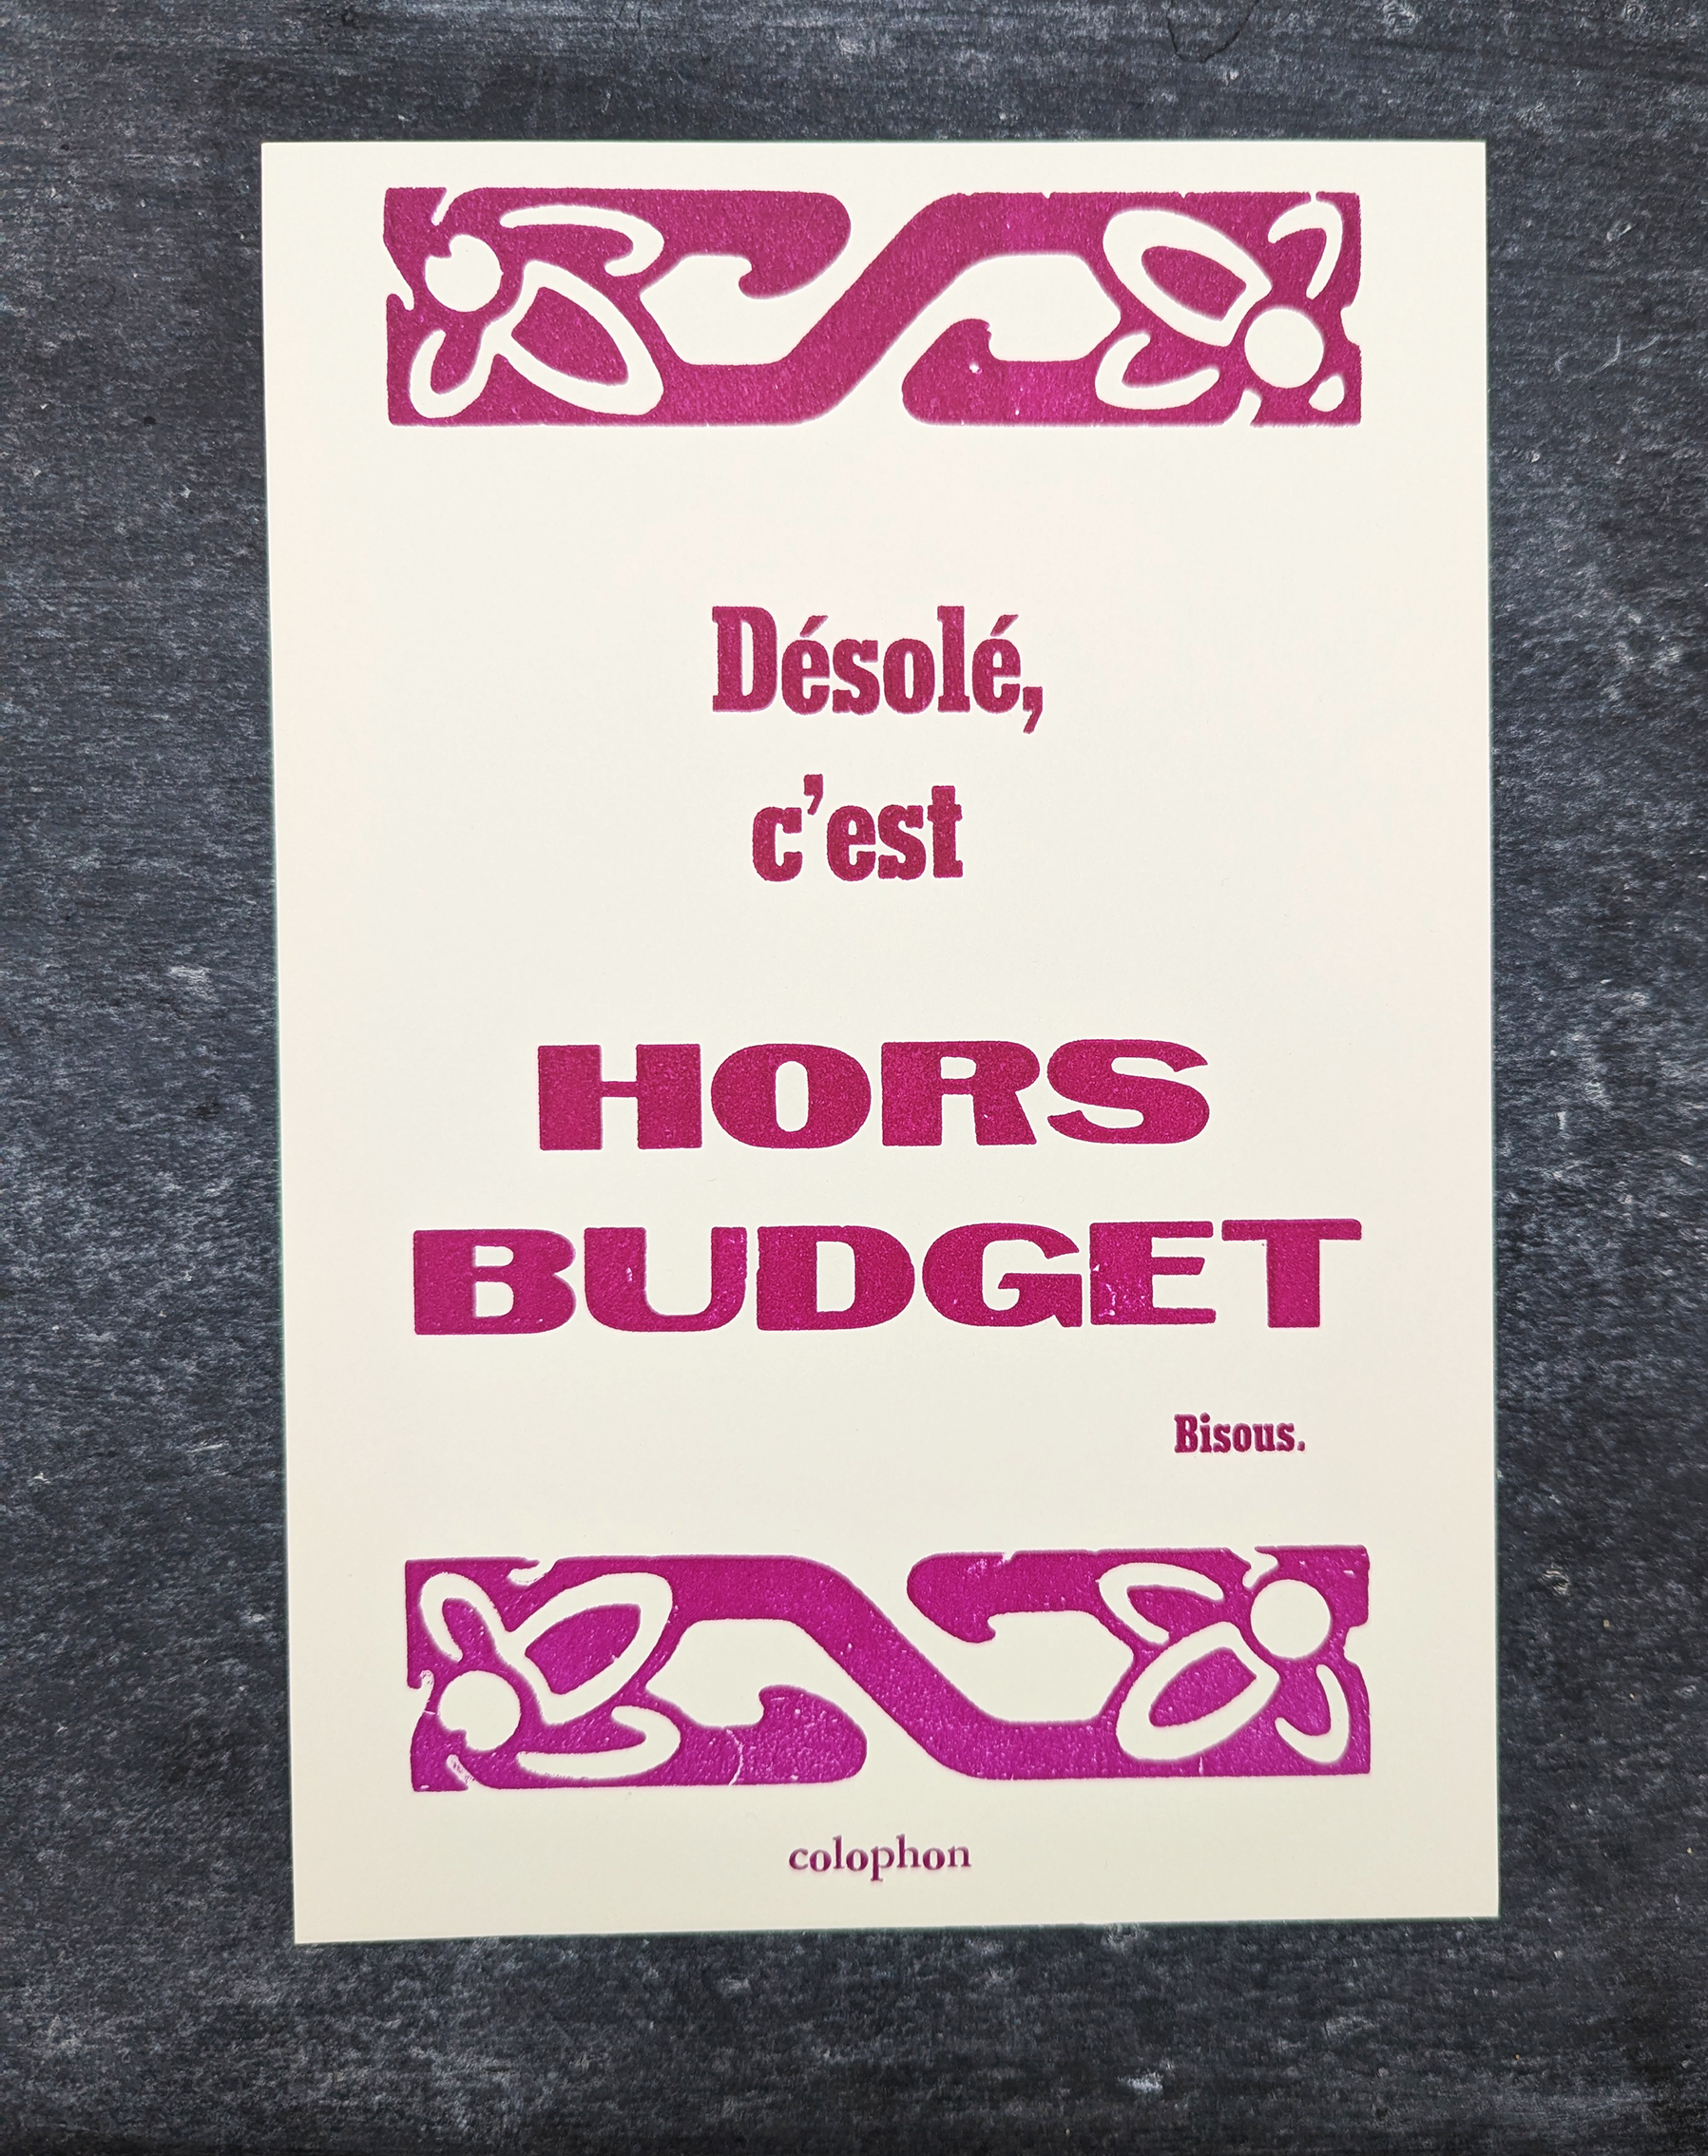 Désolé,
c’est
HORS
BUDGET
Bisous.
colophon